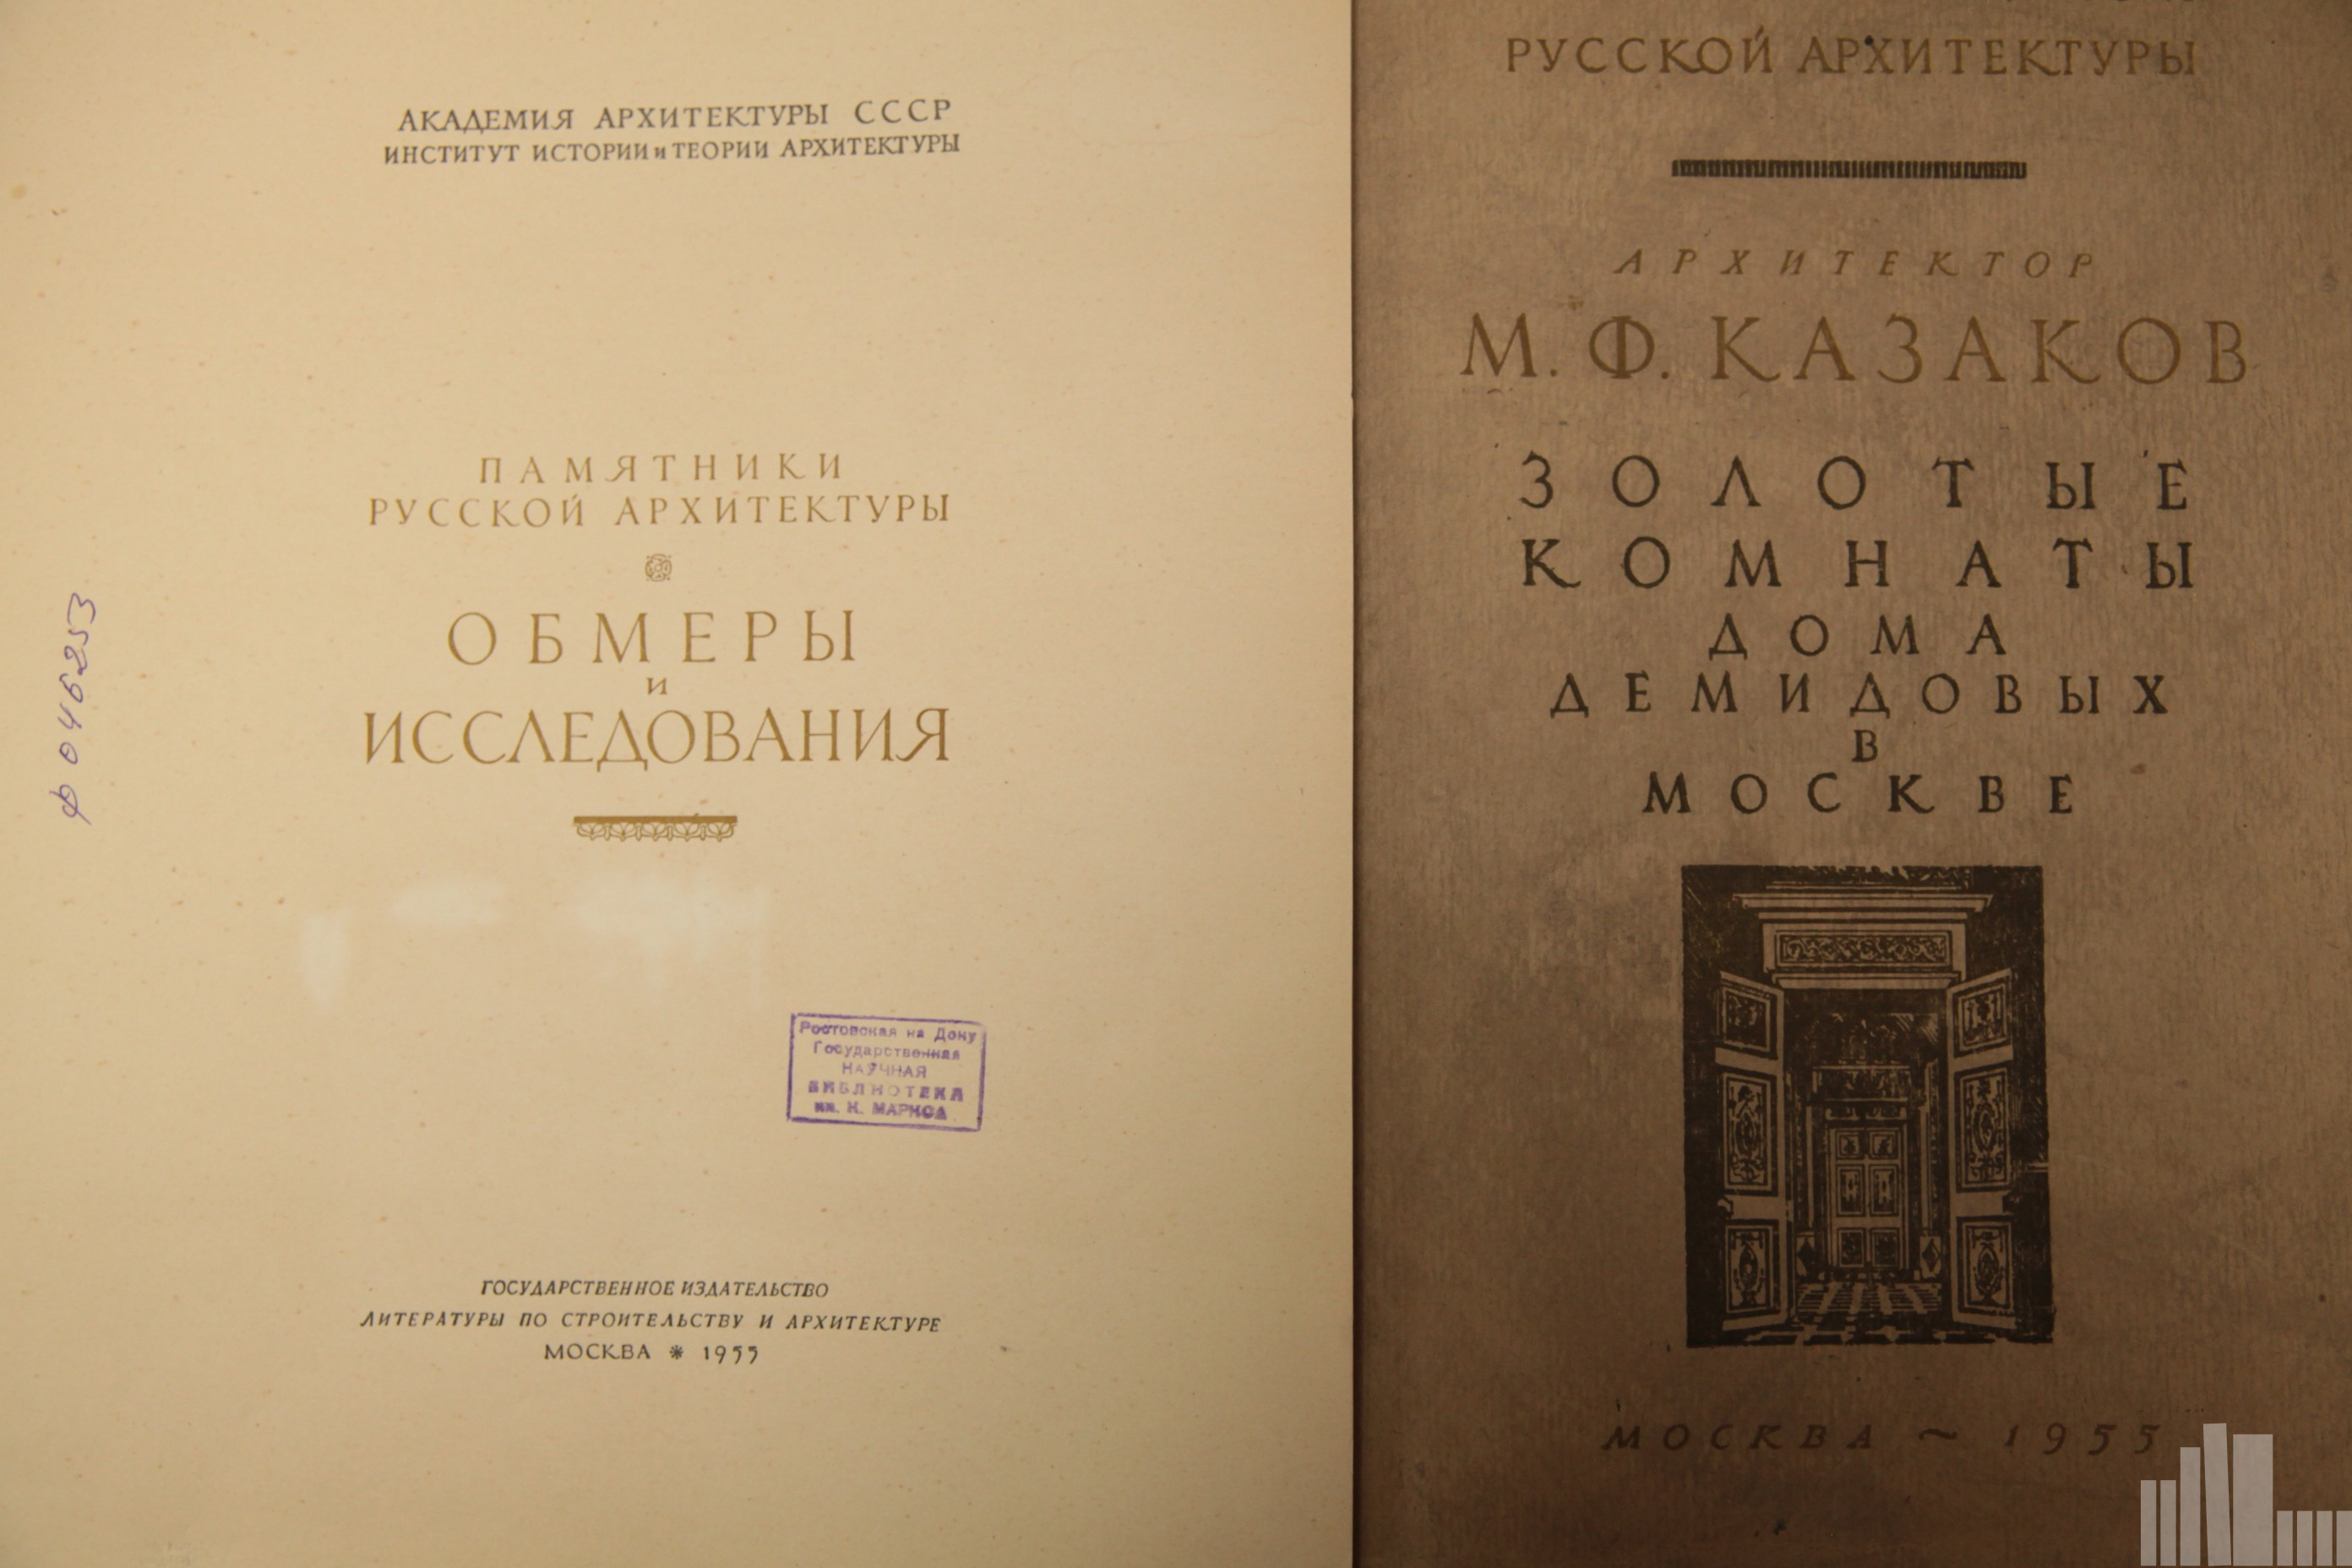 АКАДЕМИЯ АРХИТЕКТУРЫ СССР
ИНСТИТУТ ИСТОРИИ и ТЕОРИИ АРХИТЕКТУРЫ
ПАМЯТНИКИ
РУССКОЙ АРХИТЕКТУРЫ
ОБМЕРЫ
И
ИССЛЕДОВАНИЯ
Ф046253
Ростовская на Дону
Государственная
НАУЧНАЯ
БИБЛИОТЕКА
им. К. МАРКСА
ГОСУДАРСТВЕННОЕ ИЗДАТЕЛЬСТВО
ЛИТЕРАТУРЫ ПО СТРОИТЕЛЬСТВУ И АРХИТЕКТУРЕ
МОСКВА * 1955
РУССКОЙ АРХИТЕКТУРЫ
АРХИТЕКТОР
М. Ф. КАЗАКОВ
ЗОЛОТЫЕ
КОМНАТЫ
ДОМА
ДЕМИДОВЫХ
В
МОСКВЕ
МОСКВА ~ 1955